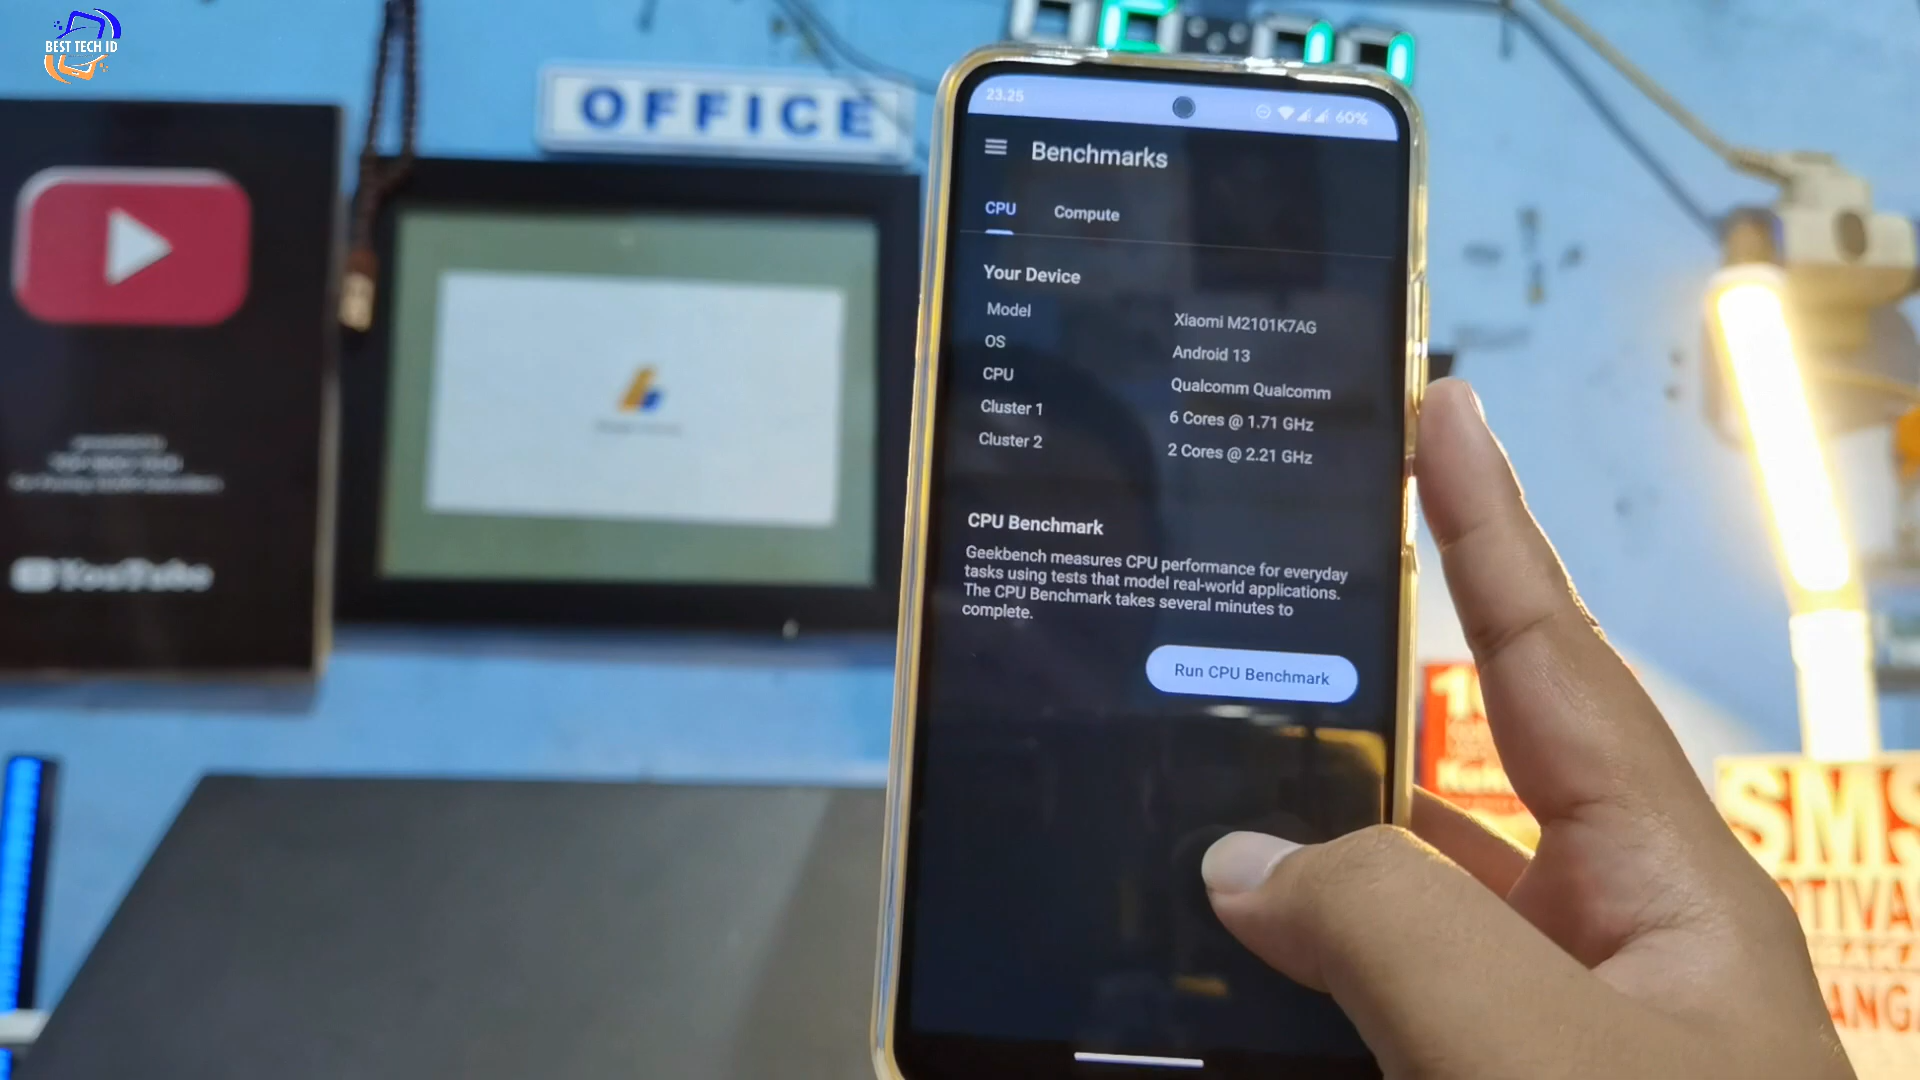 BEST TECH ID
OFFICE
YouTube
23.25
60%
Benchmarks
CPU
Compute
Your Device
Model
Xiaomi M2101K7AG
OS
Android 13
CPU
Qualcomm Qualcomm
Cluster 1
6 Cores @ 1.71 GHz
Cluster 2
2 Cores @ 2.21 GHz
CPU Benchmark
Geekbench measures CPU performance for everyday
tasks using tests that model real-world applications.
The CPU Benchmark takes several minutes to
complete.
Run CPU Benchmark
SMS